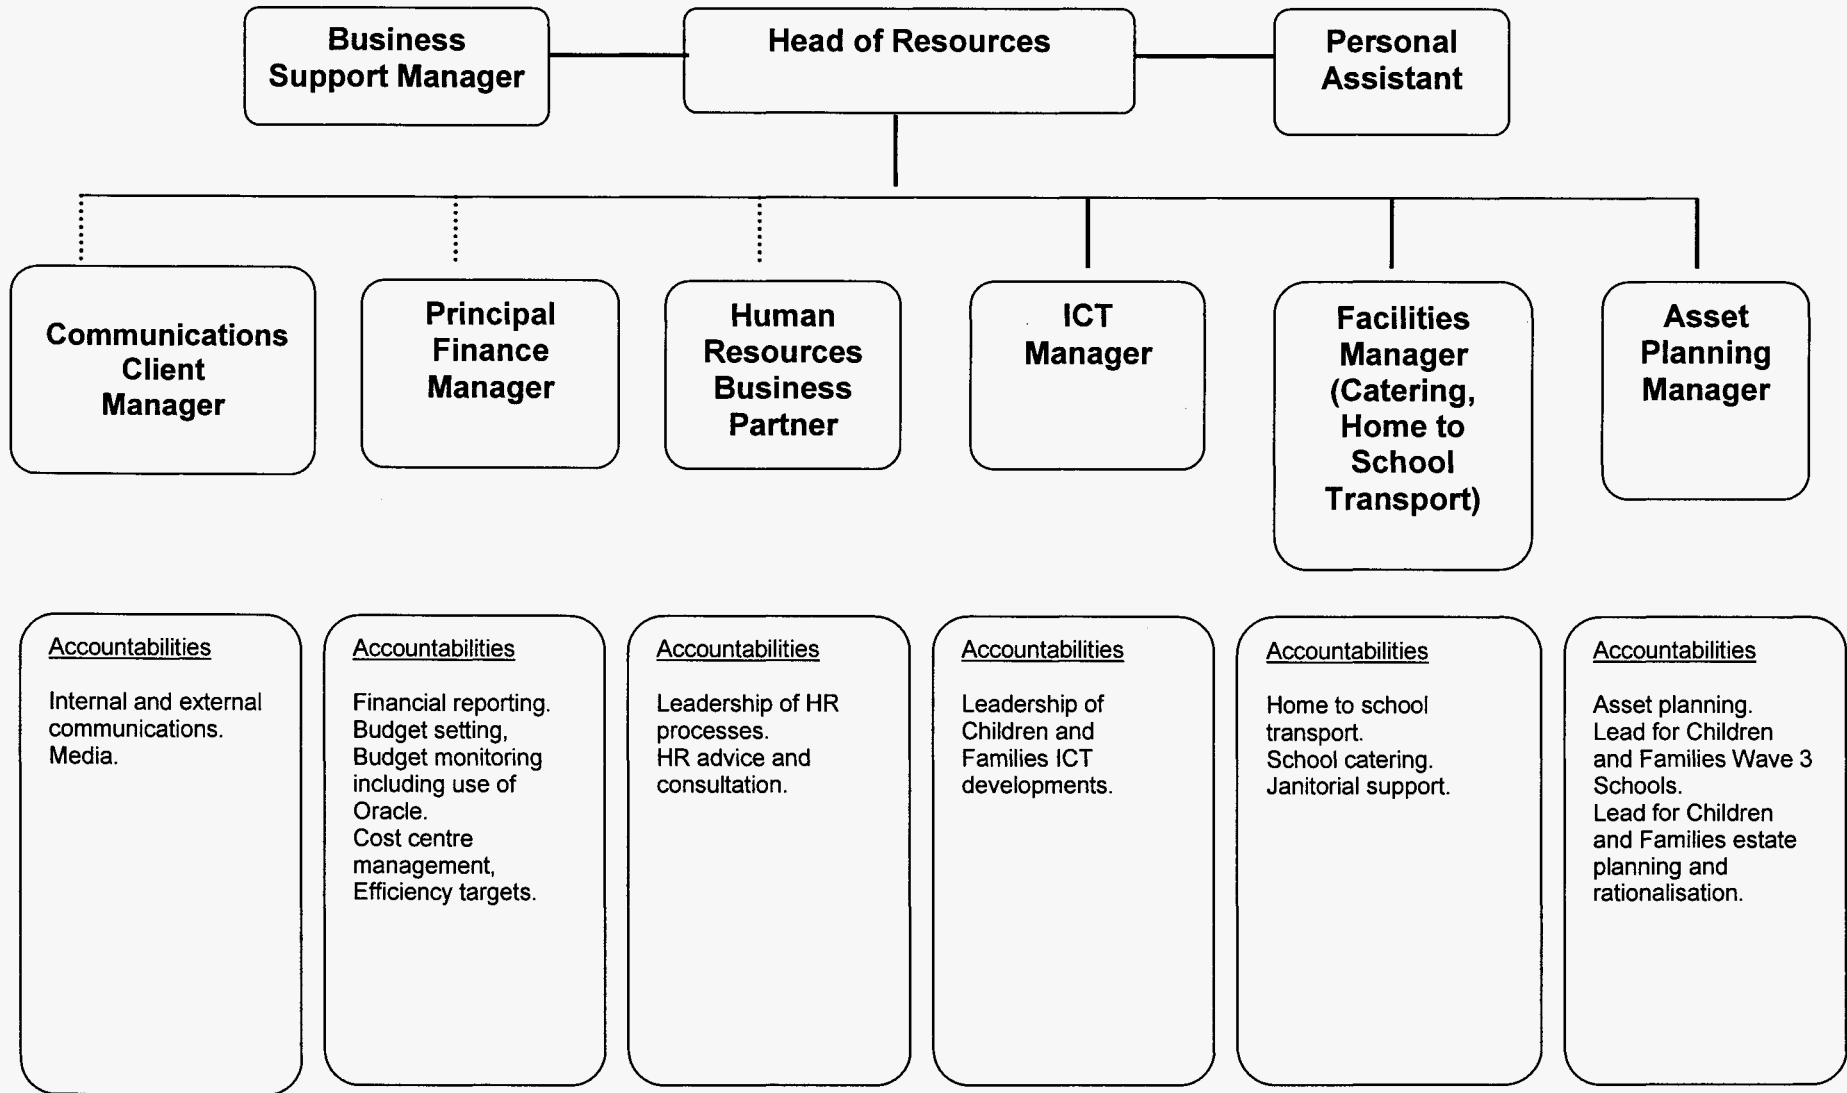 Business
Support Manager
Head of Resources
Personal
Assistant
Communications
Client
Manager
Principal
Finance
Manager
Human
Resources
Business
Partner
ICT
Manager
Facilities
Manager
(Catering,
Home to
School
Transport)
Asset
Planning
Manager
Accountabilities
Internal and external
communications.
Media.
Accountabilities
Financial reporting.
Budget setting,
Budget monitoring
including use of
Oracle.
Cost centre
management,
Efficiency targets.
Accountabilities
Leadership of HR
processes.
HR advice and
consultation.
Accountabilities
Leadership of
Children and
Families ICT
developments.
Accountabilities
Home to school
transport.
School catering.
Janitorial support.
Accountabilities
Asset planning.
Lead for Children
and Families Wave 3
Schools.
Lead for Children
and Families estate
planning and
rationalisation.